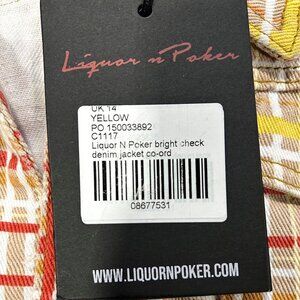 Liquor n Poker
UK 14
YELLOW
PO 150033892
C1117
Liquor N Poker bright check
denim jacket co-ord
08677531
WWW.LIQUORNPOKER.COM